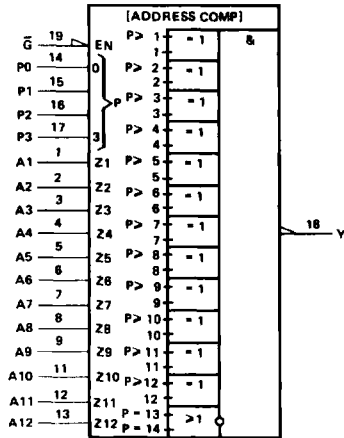 [ADDRESS COMP]
G 19 EN
P0 14 0
P1 15
P2 16 P
P3 17 3
A1 1 Z1
A2 2 Z2
A3 3 Z3
A4 4 Z4
A5 5 Z5
A6 6 Z6
A7 7 Z7
A8 8 Z8
A9 9 Z9
A10 11 Z10
A11 12 Z11
A12 13 Z12
P≥ 1 = 1 &
1
P≥ 2 = 1
2
P≥ 3 = 1
3
P≥ 4 = 1
4
P≥ 5 = 1
5
P≥ 6 = 1
6
P≥ 7 = 1
7
P≥ 8 = 1
8
P≥ 9 = 1
9
P≥ 10 = 1
10
P≥ 11 = 1
11
P≥ 12 = 1
12
P = 13 ≥1
P = 14
18 Y